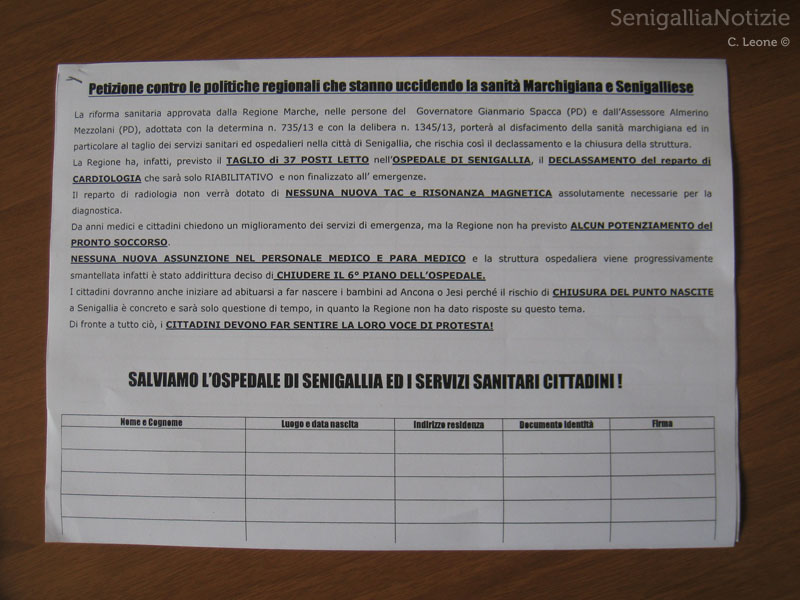 SenigalliaNotizie
C. Leone ©
Petizione contro le politiche regionali che stanno uccidendo la sanità Marchigiana e Senigalliese
La riforma sanitaria approvata dalla Regione Marche, nelle persone del Governatore Gianmario Spacca (PD) e dall'Assessore Almerino
Mezzolani (PD), adottata con la determina n. 735/13 e con la delibera n. 1345/13, porterà al disfacimento della sanità marchigiana ed in
particolare al taglio dei servizi sanitari ed ospedalieri nella città di Senigallia, che rischia così il declassamento e la chiusura della struttura.
La Regione ha, infatti, previsto il TAGLIO di 37 POSTI LETTO nell'OSPEDALE DI SENIGALLIA, il DECLASSAMENTO del reparto di
CARDIOLOGIA che sarà solo RIABILITATIVO e non finalizzato all' emergenze.
Il reparto di radiologia non verrà dotato di NESSUNA NUOVA TAC e RISONANZA MAGNETICA assolutamente necessarie per la
diagnostica.
Da anni medici e cittadini chiedono un miglioramento dei servizi di emergenza, ma la Regione non ha previsto ALCUN POTENZIAMENTO del
PRONTO SOCCORSO.
NESSUNA NUOVA ASSUNZIONE NEL PERSONALE MEDICO E PARA MEDICO e la struttura ospedaliera viene progressivamente
smantellata infatti è stato addirittura deciso di CHIUDERE IL 6° PIANO DELL'OSPEDALE.
I cittadini dovranno anche iniziare ad abituarsi a far nascere i bambini ad Ancona o Jesi perché il rischio di CHIUSURA DEL PUNTO NASCITE
a Senigallia è concreto e sarà solo questione di tempo, in quanto la Regione non ha dato risposte su questo tema.
Di fronte a tutto ciò, i CITTADINI DEVONO FAR SENTIRE LA LORO VOCE DI PROTESTA!
SALVIAMO L'OSPEDALE DI SENIGALLIA ED I SERVIZI SANITARI CITTADINI !
Nome e Cognome Luogo e data nascita Indirizzo residenza Documento identità Firma